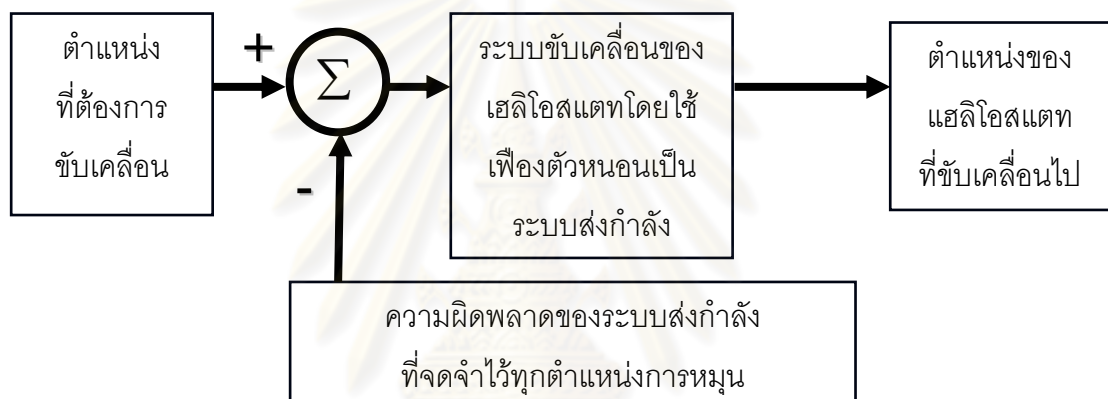 ตำแหน่ง
ที่ต้องการ
ขับเคลื่อน
+
Σ
-
ระบบขับเคลื่อนของ
เฮลิโอสแตทโดยใช้
เฟืองตัวหนอนเป็น
ระบบส่งกำลัง
ตำแหน่งของ
แฮลิโอสแตท
ที่ขับเคลื่อนไป
ความผิดพลาดของระบบส่งกำลัง
ที่จดจำไว้ทุกตำแหน่งการหมุน